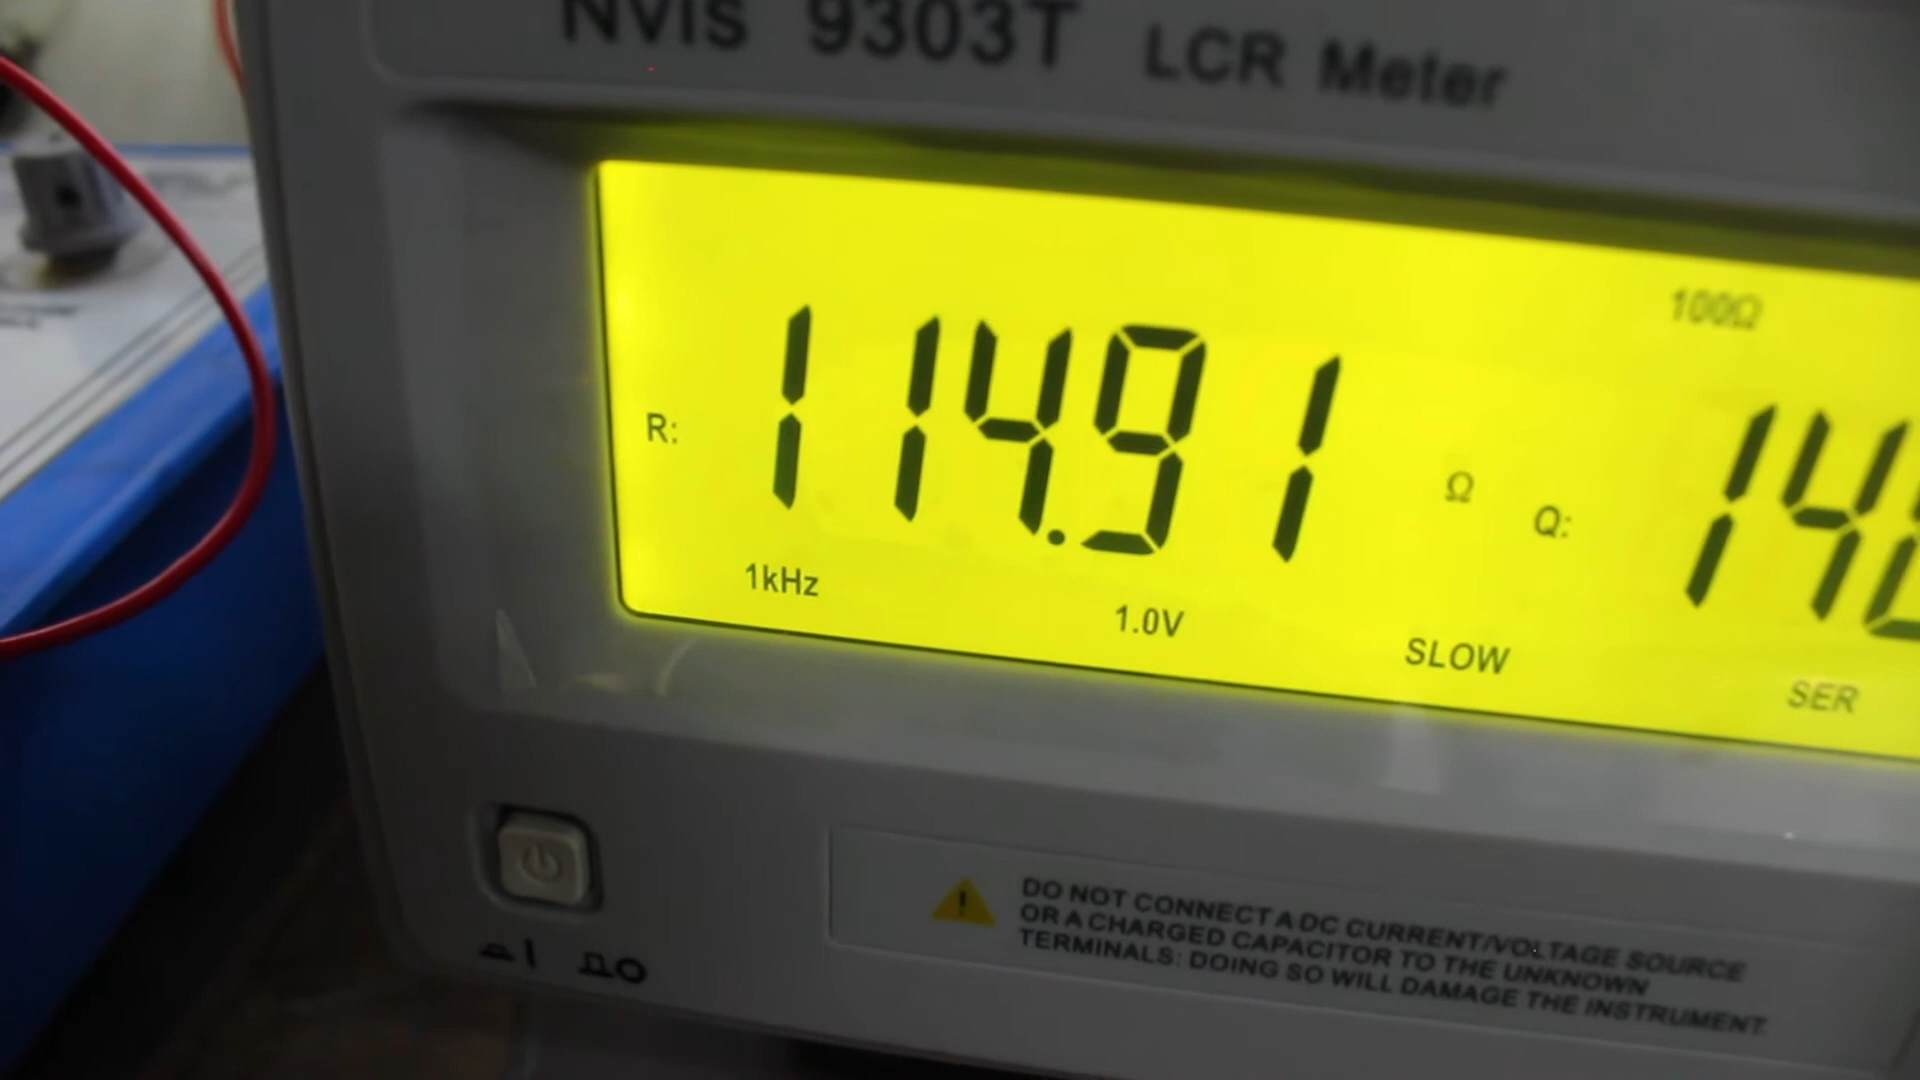 NVIS 9303T LCR Meter
100Ω
R: 114.91 Ω Q: 14
1kHz 1.0V SLOW SER
DO NOT CONNECT A DC CURRENT/VOLTAGE SOURCE
OR A CHARGED CAPACITOR TO THE UNKNOWN
TERMINALS: DOING SO WILL DAMAGE THE INSTRUMENT.